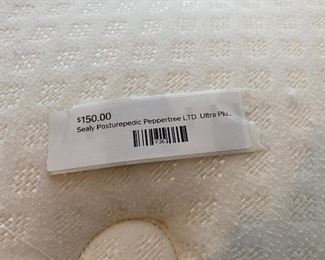 $150.00
Sealy Posturepedic Peppertree LTD. Ultra Plu..